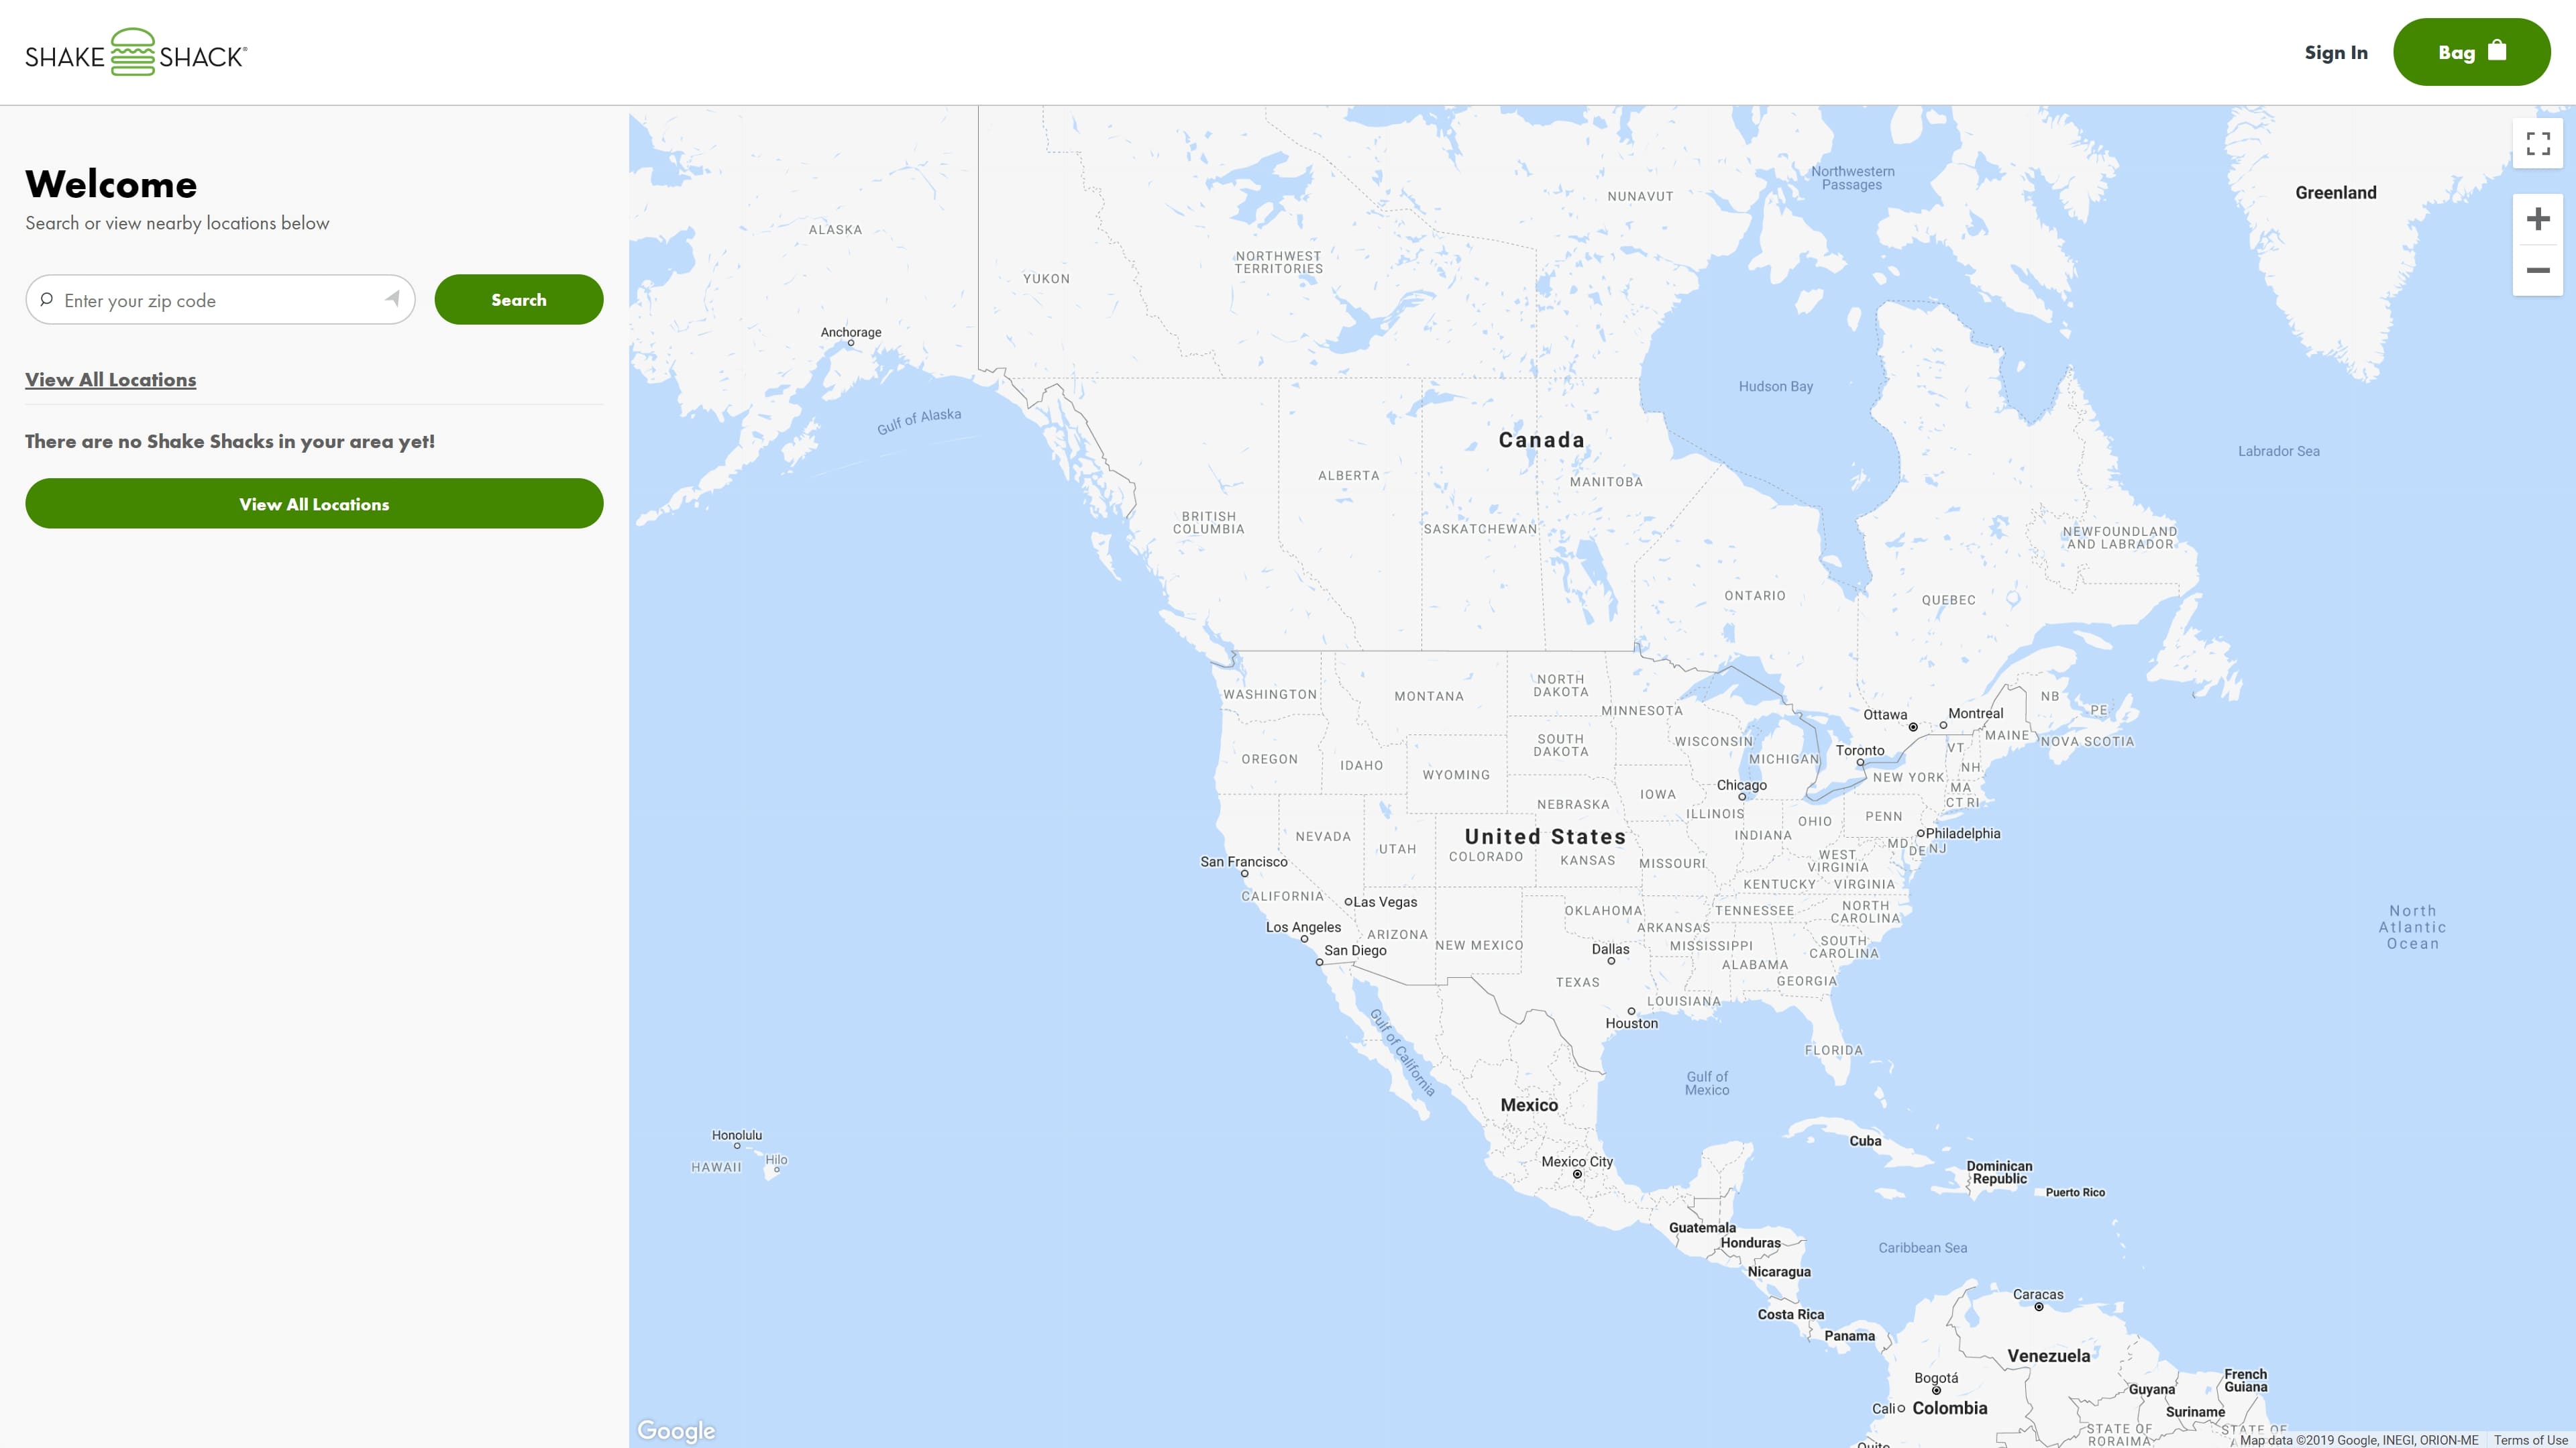 SHAKE SHACK®
Sign In
Bag
Welcome
Search or view nearby locations below
Enter your zip code
Search
View All Locations
There are no Shake Shacks in your area yet!
View All Locations
Northwestern
Passages
Greenland
NUNAVUT
ALASKA
NORTHWEST
TERRITORIES
YUKON
Anchorage
Hudson Bay
Gulf of Alaska
Canada
Labrador Sea
ALBERTA
MANITOBA
BRITISH
COLUMBIA
SASKATCHEWAN
NEWFOUNDLAND
AND LABRADOR
ONTARIO
QUEBEC
WASHINGTON
MONTANA
NORTH
DAKOTA
MINNESOTA
Ottawa
Montreal
NB
PE
MAINE
NOVA SCOTIA
SOUTH
DAKOTA
WISCONSIN
MICHIGAN
Toronto
VT
OREGON
IDAHO
WYOMING
NH
NEW YORK
Chicago
MA
CT RI
IOWA
NEBRASKA
ILLINOIS
OHIO
PENN
INDIANA
Philadelphia
NEVADA
United States
UTAH
COLORADO
KANSAS
MISSOURI
WEST
VIRGINIA
MD
DE
NJ
San Francisco
KENTUCKY
VIRGINIA
CALIFORNIA
Las Vegas
OKLAHOMA
TENNESSEE
NORTH
CAROLINA
Los Angeles
ARIZONA
NEW MEXICO
ARKANSAS
San Diego
Dallas
MISSISSIPPI
SOUTH
CAROLINA
ALABAMA
GEORGIA
TEXAS
LOUISIANA
Houston
North
Atlantic
Ocean
Gulf of California
FLORIDA
Gulf of
Mexico
Mexico
Honolulu
HAWAII
Hilo
Cuba
Mexico City
Dominican
Republic
Puerto Rico
Guatemala
Honduras
Caribbean Sea
Nicaragua
Caracas
Costa Rica
Panama
Venezuela
Bogotá
Guyana
French
Guiana
Cali
Colombia
Suriname
STATE OF
RORAIMA
STATE OF
Quito
Google
Map data ©2019 Google, INEGI, ORION-ME
Terms of Use